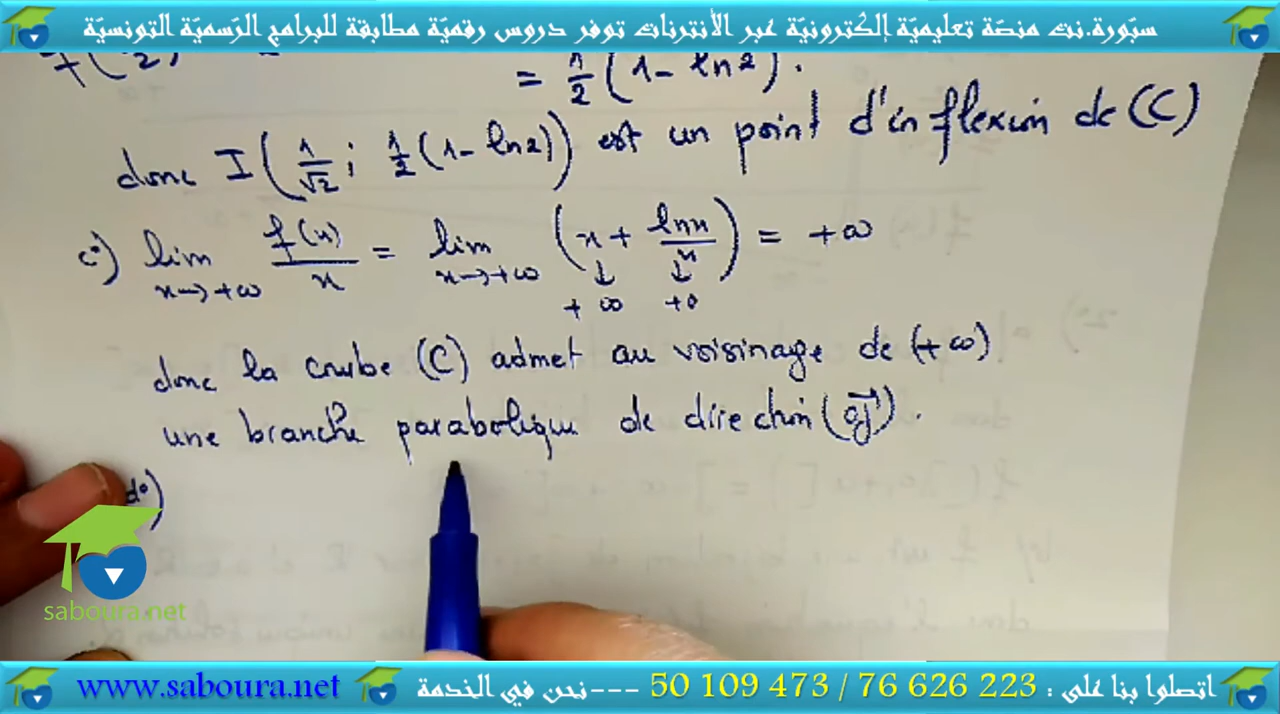 سبّورة.نت منصّة تعليميّة إلكترونيّة عبر الأنترنات توفر دروس رقميّة مطابقة للبرامج الرّسميّة التونسيّة
= 1/2 (1 - ln2).
donc I(1/√2 ; 1/2(1 - ln2)) est un point d'inflexion de (C)
c°) lim x→+∞ f(x)/x = lim x→+∞ (x + lnx/x) = +∞
↓ ↓
+∞ +0
donc la courbe (C) admet au voisinage de (+∞)
une branche parabolique de direction (oj⃗).
d°)
saboura.net
اتصلوا بنا على : 50 109 473 / 76 626 223 ---نحن في الخدمة www.saboura.net